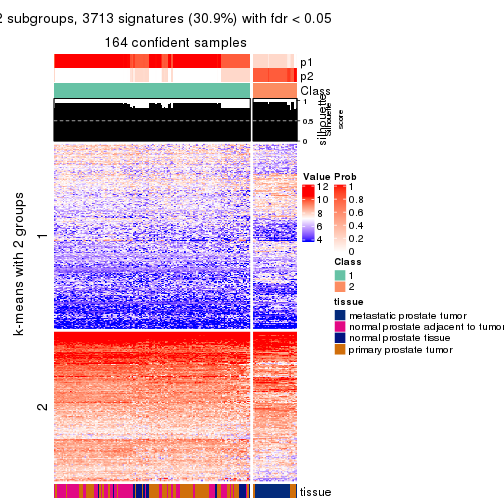 2 subgroups, 3713 signatures (30.9%) with fdr < 0.05
164 confident samples
p1
p2
Class
1
0.5
0
silhouette
score
k-means with 2 groups
1
2
Value
12
10
8
6
4
Prob
1
0.8
0.6
0.4
0.2
0
Class
1
2
tissue
metastatic prostate tumor
normal prostate adjacent to tumor
normal prostate tissue
primary prostate tumor
tissue